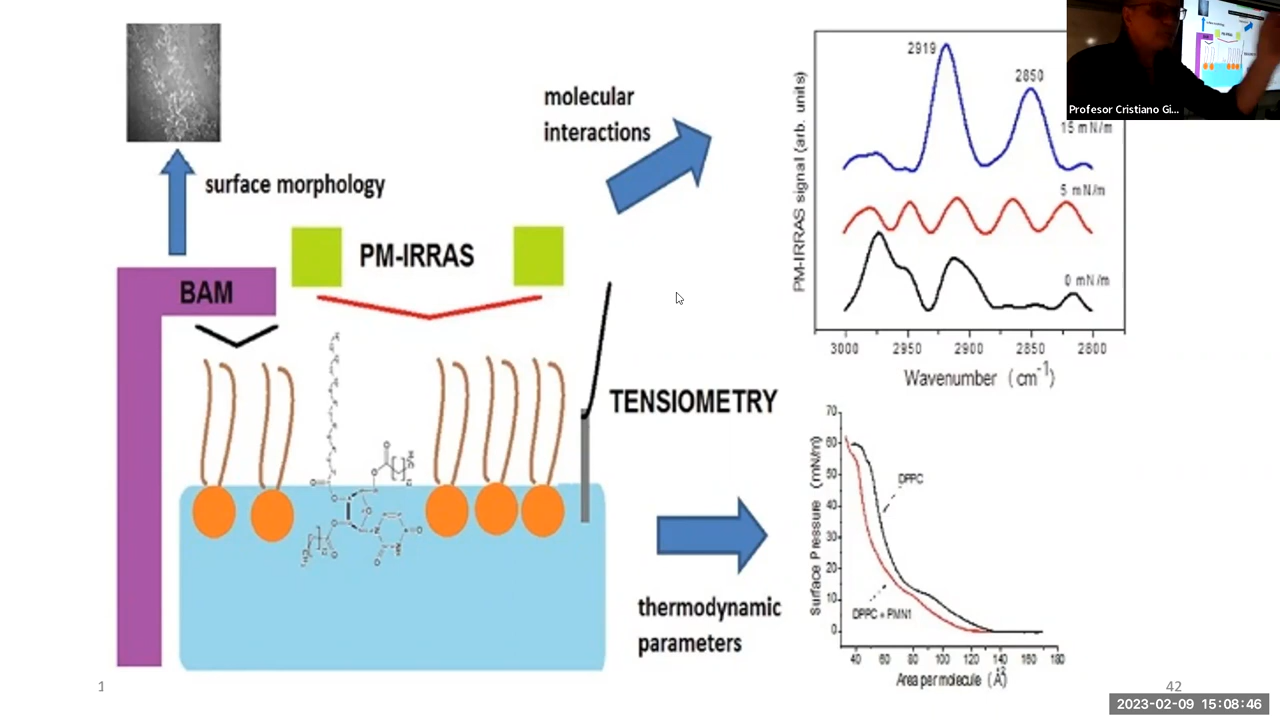 molecular
interactions
surface morphology
PM-IRRAS
BAM
TENSIOMETRY
thermodynamic
parameters
PM-IRRAS signal (arb. units)
2919
2850
15 mN/m
5 mN/m
0 mN/m
3000 2950 2900 2850 2800
Wavenumber (cm-1)
Surface Pressure (mN/m)
70
60
50
40
30
20
10
0
DPPC
DPPC + PMN1
40 60 80 100 120 140 160 180
Area per molecule (Å2)
Profesor Cristiano Gi...
1
42
2023-02-09 15:08:46